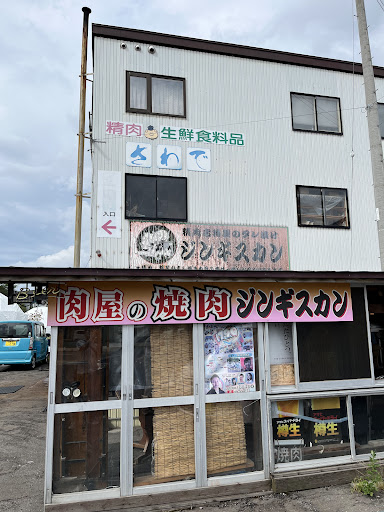 精肉 生鮮食料品
さわで
入口
ジンギスカン
肉屋の焼肉ジンギスカン
樽生
樽生
焼肉